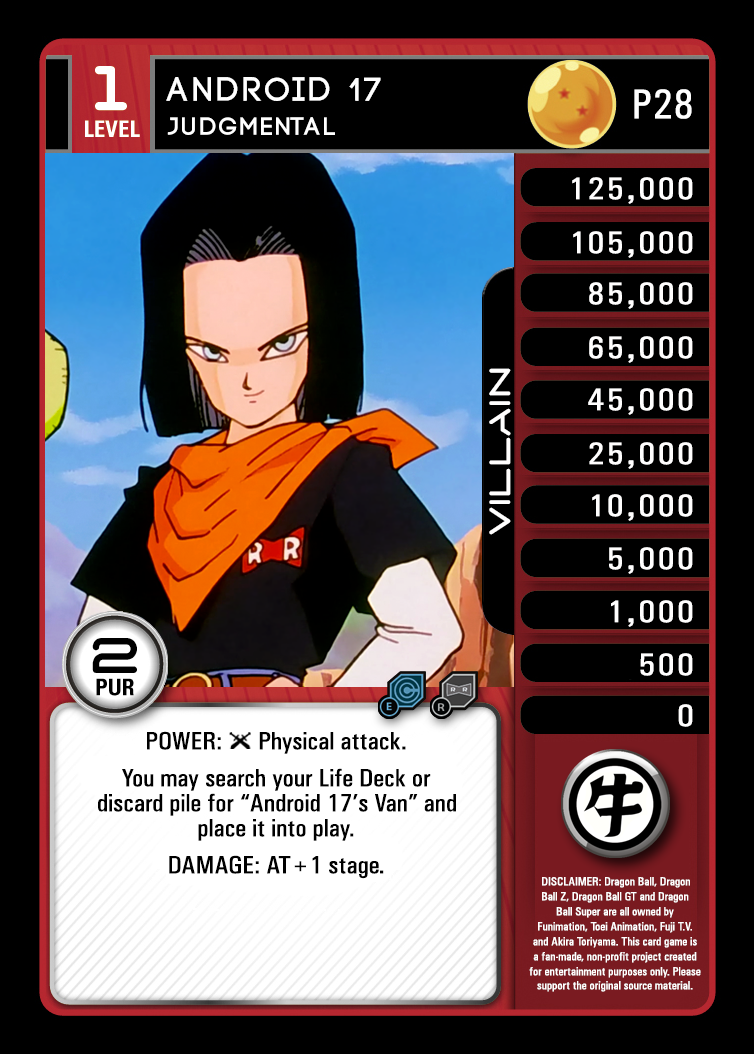 1
LEVEL
ANDROID 17
JUDGMENTAL
P28
125,000
105,000
85,000
65,000
45,000
25,000
10,000
5,000
1,000
500
0
VILLAIN
R R
2
PUR
E
R
R R
POWER: Physical attack.
You may search your Life Deck or
discard pile for “Android 17’s Van” and
place it into play.
DAMAGE: AT+1 stage.
牛
DISCLAIMER: Dragon Ball, Dragon
Ball Z, Dragon Ball GT and Dragon
Ball Super are all owned by
Funimation, Toei Animation, Fuji T.V.
and Akira Toriyama. This card game is
a fan-made, non-profit project created
for entertainment purposes only. Please
support the original source material.